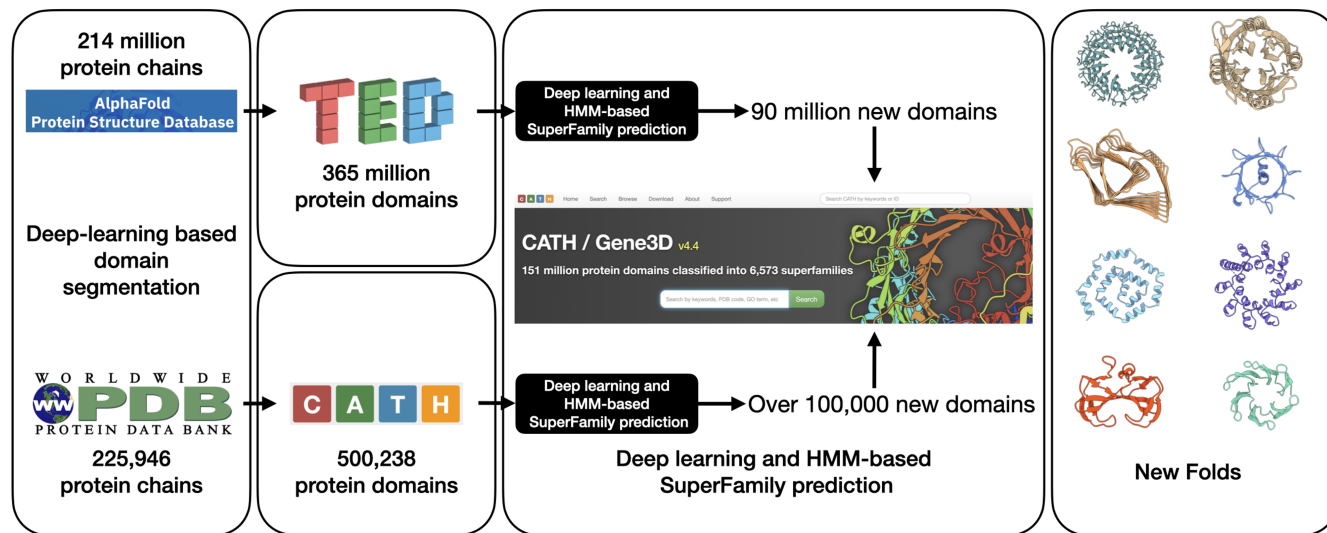 214 million
protein chains
AlphaFold
Protein Structure Database
Deep-learning based
domain
segmentation
WORLDWIDE
WW PDB
PROTEIN DATA BANK
225,946
protein chains
TED
365 million
protein domains
C A T H
500,238
protein domains
Deep learning and
HMM-based
SuperFamily prediction
90 million new domains
C A T H Home Search Browse Download About Support Search CATH by keywords or ID
CATH / Gene3D v4.4
151 million protein domains classified into 6,573 superfamilies
Search by keywords, PDB code, GO term, etc Search
Deep learning and
HMM-based
SuperFamily prediction
Over 100,000 new domains
Deep learning and HMM-based
SuperFamily prediction
New Folds